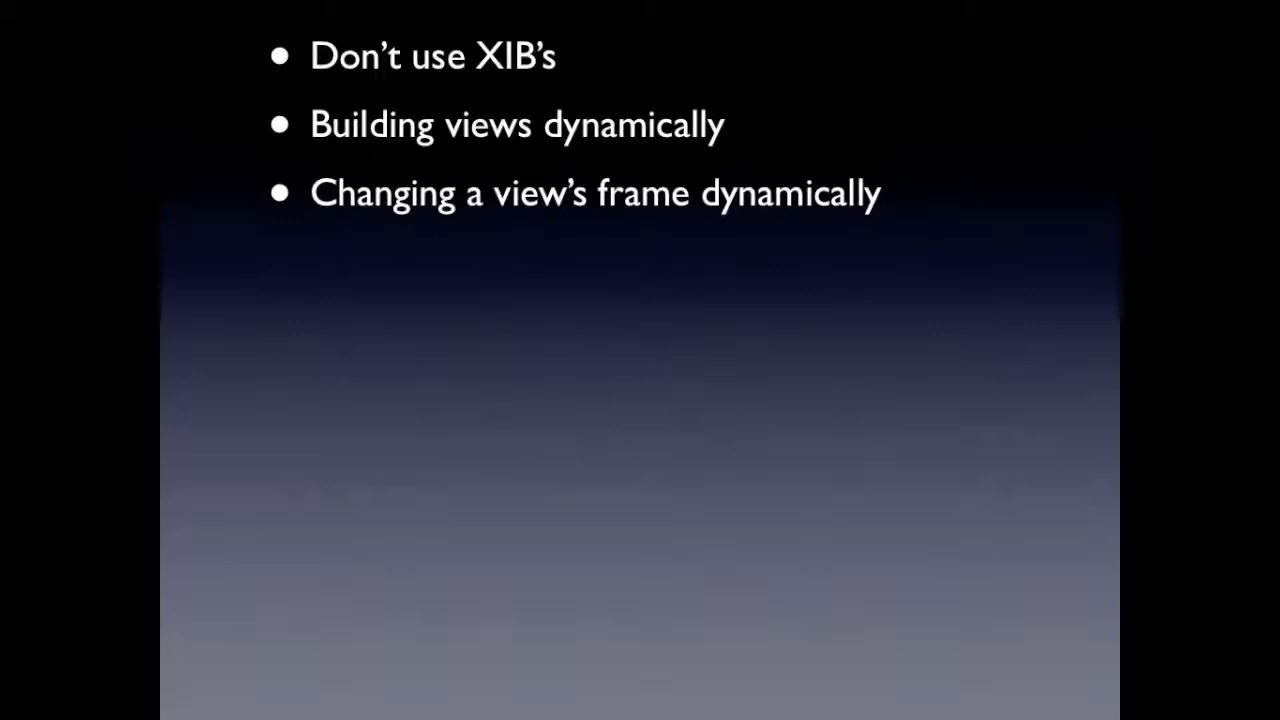 • Don’t use XIB’s
• Building views dynamically
• Changing a view’s frame dynamically